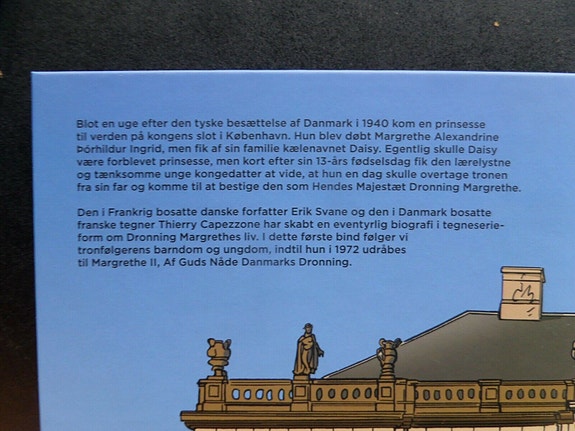 Blot en uge efter den tyske besættelse af Danmark i 1940 kom en prinsesse
til verden på kongens slot i København. Hun blev døbt Margrethe Alexandrine
Þórhildur Ingrid, men fik af sin familie kælenavnet Daisy. Egentlig skulle Daisy
være forblevet prinsesse, men kort efter sin 13-års fødselsdag fik den lærelystne
og tænksomme unge kongedatter at vide, at hun en dag skulle overtage tronen
fra sin far og komme til at bestige den som Hendes Majestæt Dronning Margrethe.
Den i Frankrig bosatte danske forfatter Erik Svane og den i Danmark bosatte
franske tegner Thierry Capezzone har skabt en eventyrlig biografi i tegneserie-
form om Dronning Margrethes liv. I dette første bind følger vi
tronfølgerens barndom og ungdom, indtil hun i 1972 udråbes
til Margrethe II, Af Guds Nåde Danmarks Dronning.